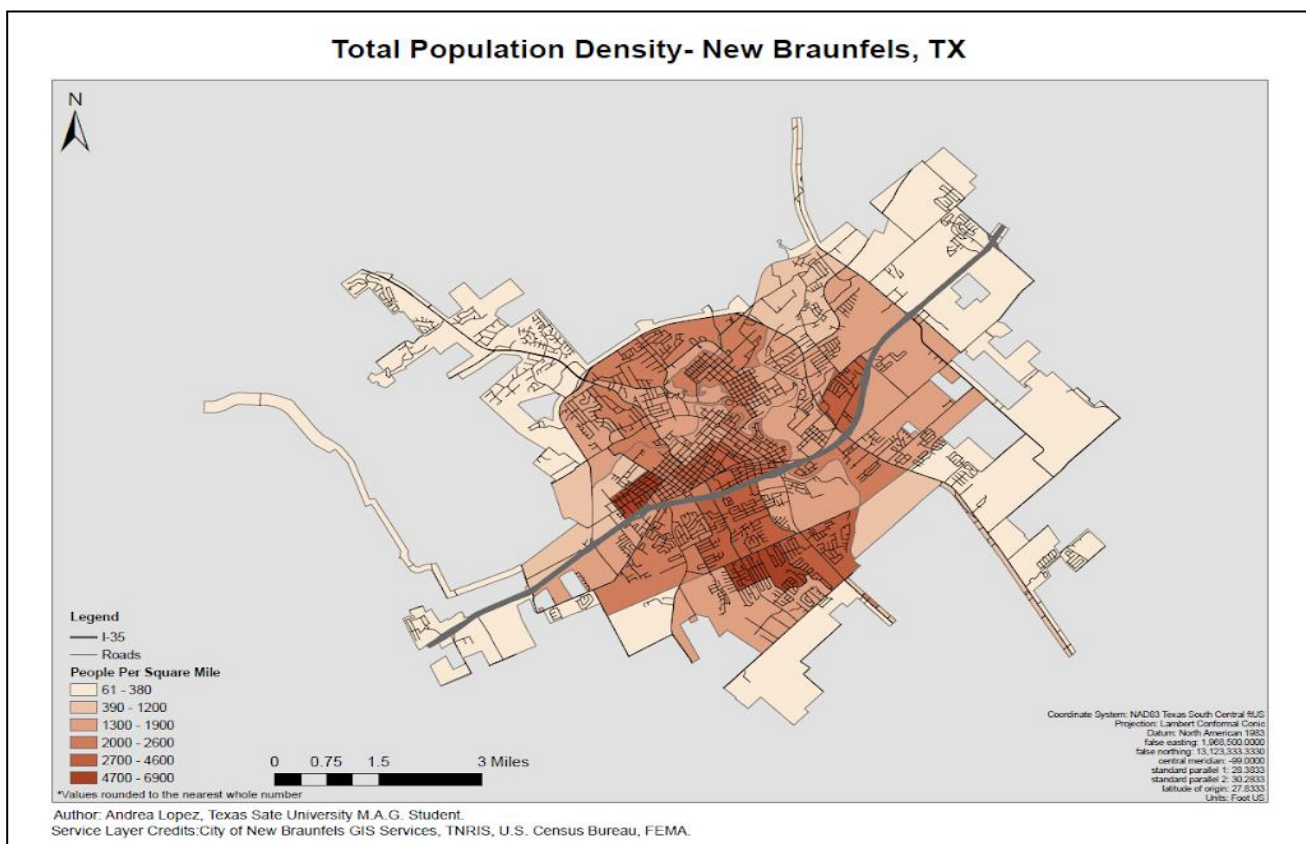 Total Population Density- New Braunfels, TX
N
Legend
I-35
Roads
People Per Square Mile
61 - 380
390 - 1200
1300 - 1900
2000 - 2600
2700 - 4600
4700 - 6900
*Values rounded to the nearest whole number
0 0.75 1.5 3 Miles
Coordinate System: NAD83 Texas South Central ftUS
Projection: Lambert Conformal Conic
Datum: North American 1983
false easting: 1,968,500.0000
false northing: 13,123,333.3330
central meridian: -99.0000
standard parallel 1: 28.3833
standard parallel 2: 30.2833
latitude of origin: 27.8333
Units: Foot US
Author: Andrea Lopez, Texas Sate University M.A.G. Student.
Service Layer Credits:City of New Braunfels GIS Services, TNRIS, U.S. Census Bureau, FEMA.